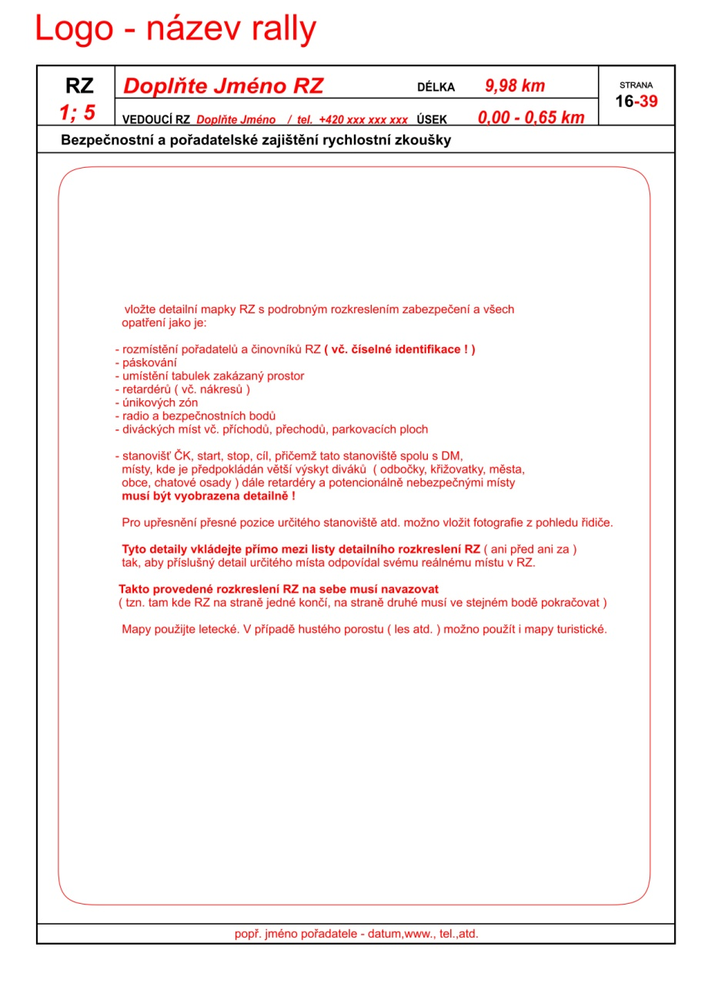 Logo - název rally
RZ
1; 5
Doplňte Jméno RZ
DÉLKA
9,98 km
STRANA
16-39
VEDOUCÍ RZ Doplňte Jméno / tel. +420 xxx xxx xxx ÚSEK 0,00 - 0,65 km
Bezpečnostní a pořadatelské zajištění rychlostní zkoušky
vložte detailní mapky RZ s podrobným rozkreslením zabezpečení a všech
opatření jako je:
- rozmístění pořadatelů a činovníků RZ ( vč. číselné identifikace ! )
- páskování
- umístění tabulek zakázaný prostor
- retardérů ( vč. nákresů )
- únikových zón
- radio a bezpečnostních bodů
- diváckých míst vč. příchodů, přechodů, parkovacích ploch
- stanovišť ČK, start, stop, cíl, přičemž tato stanoviště spolu s DM,
místy, kde je předpokládán větší výskyt diváků ( odbočky, křižovatky, města,
obce, chatové osady ) dále retardéry a potencionálně nebezpečnými místy
musí být vyobrazena detailně !
Pro upřesnění přesné pozice určitého stanoviště atd. možno vložit fotografie z pohledu řidiče.
Tyto detaily vkládejte přímo mezi listy detailního rozkreslení RZ ( ani před ani za )
tak, aby příslušný detail určitého místa odpovídal svému reálnému místu v RZ.
Takto provedené rozkreslení RZ na sebe musí navazovat
( tzn. tam kde RZ na straně jedné končí, na straně druhé musí ve stejném bodě pokračovat )
Mapy použijte letecké. V případě hustého porostu ( les atd. ) možno použít i mapy turistické.
popř. jméno pořadatele - datum,www., tel.,atd.